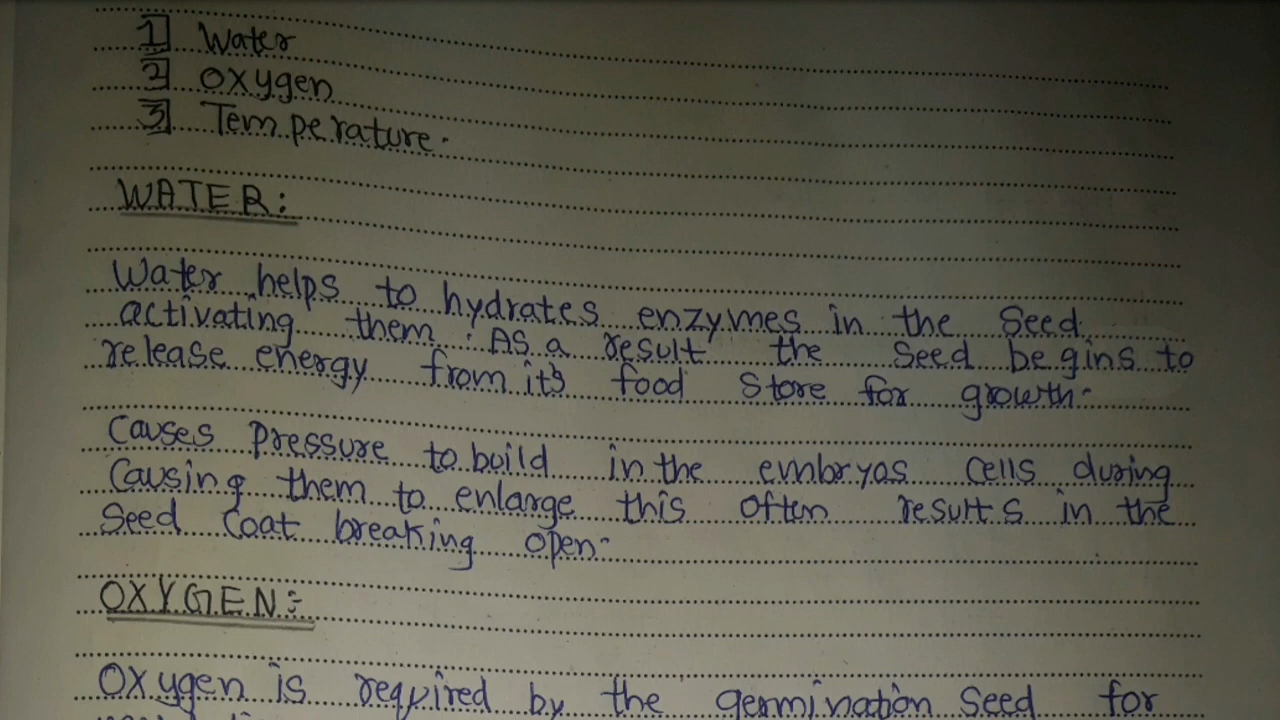 1 Water
2 Oxygen
3 Temperature.
WATER:
Water helps to hydrates enzymes in the Seed
activating them. As a result the Seed begins to
release energy from it's food Store for growth.
Causes Pressure to build in the embryos cells during
Causing them to enlarge this often results in the
Seed Coat breaking open.
OXYGEN:-
Oxygen is required by the germination Seed for